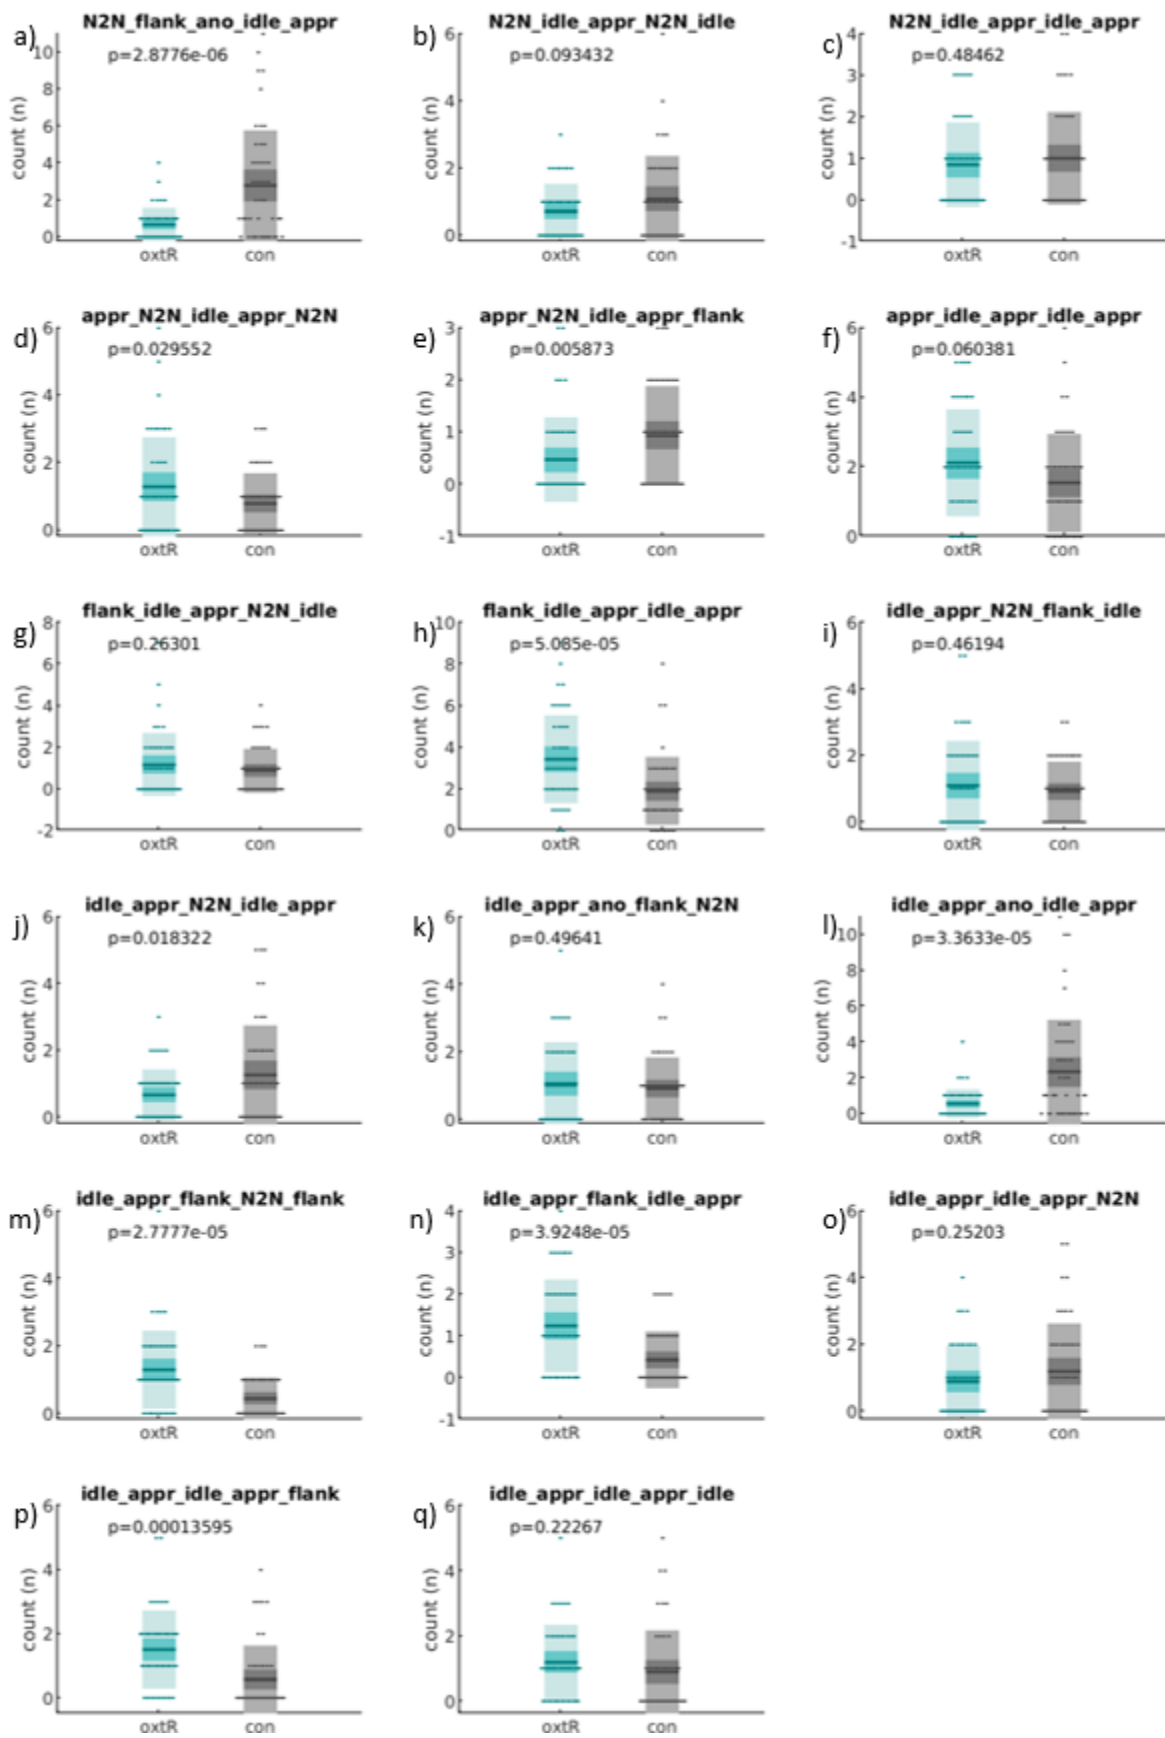 a) N2N_flank_ano_idle_appr
p=2.8776e-06
count (n)
10
8
6
4
2
0
oxtR con
b) N2N_idle_appr_N2N_idle
p=0.093432
count (n)
6
4
2
0
oxtR con
c) N2N_idle_appr_idle_appr
p=0.48462
count (n)
4
3
2
1
0
-1
oxtR con
d) appr_N2N_idle_appr_N2N
p=0.029552
count (n)
6
4
2
0
oxtR con
e) appr_N2N_idle_appr_flank
p=0.005873
count (n)
3
2
1
0
-1
oxtR con
f) appr_idle_appr_idle_appr
p=0.060381
count (n)
6
4
2
0
oxtR con
g) flank_idle_appr_N2N_idle
p=0.26301
count (n)
8
6
4
2
0
-2
oxtR con
h) flank_idle_appr_idle_appr
p=5.085e-05
count (n)
10
8
6
4
2
0
oxtR con
i) idle_appr_N2N_flank_idle
p=0.46194
count (n)
6
4
2
0
oxtR con
j) idle_appr_N2N_idle_appr
p=0.018322
count (n)
6
4
2
0
oxtR con
k) idle_appr_ano_flank_N2N
p=0.49641
count (n)
6
4
2
0
oxtR con
l) idle_appr_ano_idle_appr
p=3.3633e-05
count (n)
10
8
6
4
2
0
oxtR con
m) idle_appr_flank_N2N_flank
p=2.7777e-05
count (n)
6
4
2
0
oxtR con
n) idle_appr_flank_idle_appr
p=3.9248e-05
count (n)
4
3
2
1
0
-1
oxtR con
o) idle_appr_idle_appr_N2N
p=0.25203
count (n)
6
4
2
0
oxtR con
p) idle_appr_idle_appr_flank
p=0.00013595
count (n)
6
4
2
0
oxtR con
q) idle_appr_idle_appr_idle
p=0.22267
count (n)
6
4
2
0
oxtR con